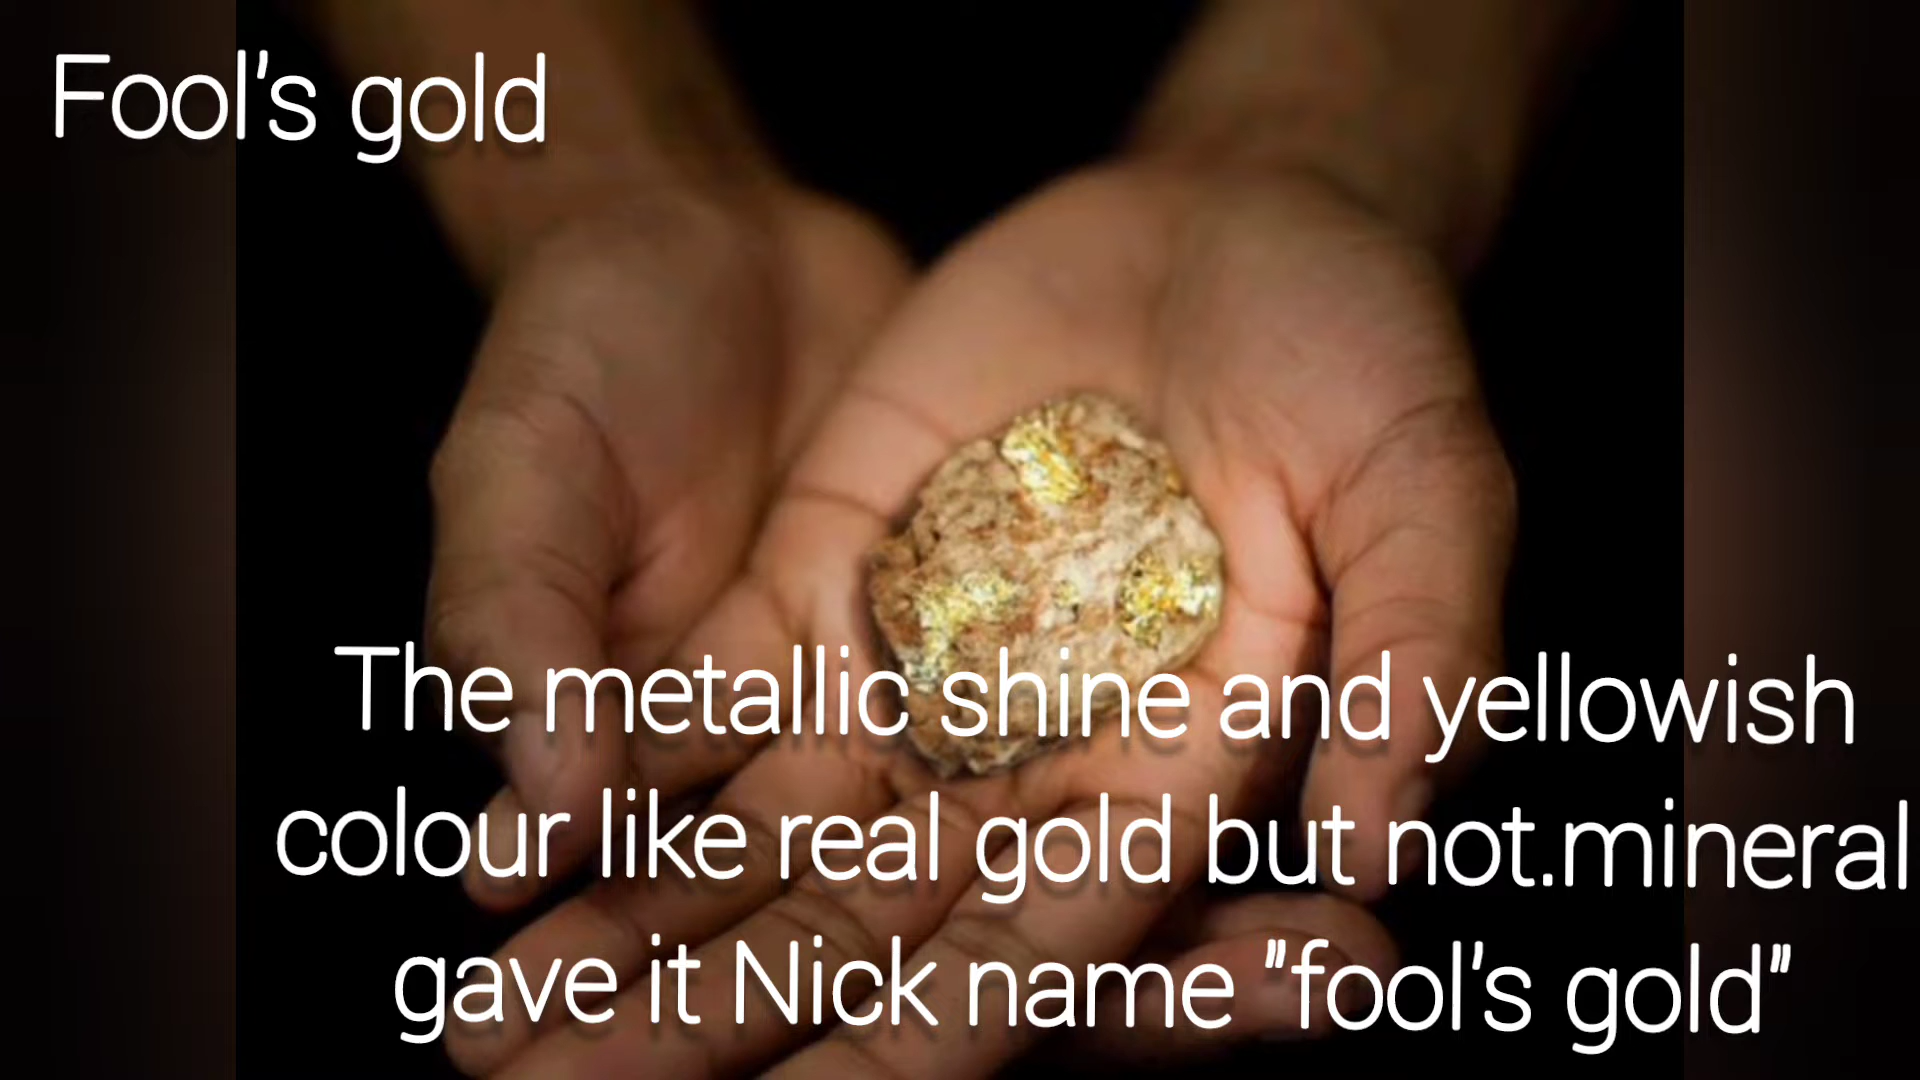 Fool's gold
The metallic shine and yellowish
colour like real gold but not.mineral
gave it Nick name "fool's gold"